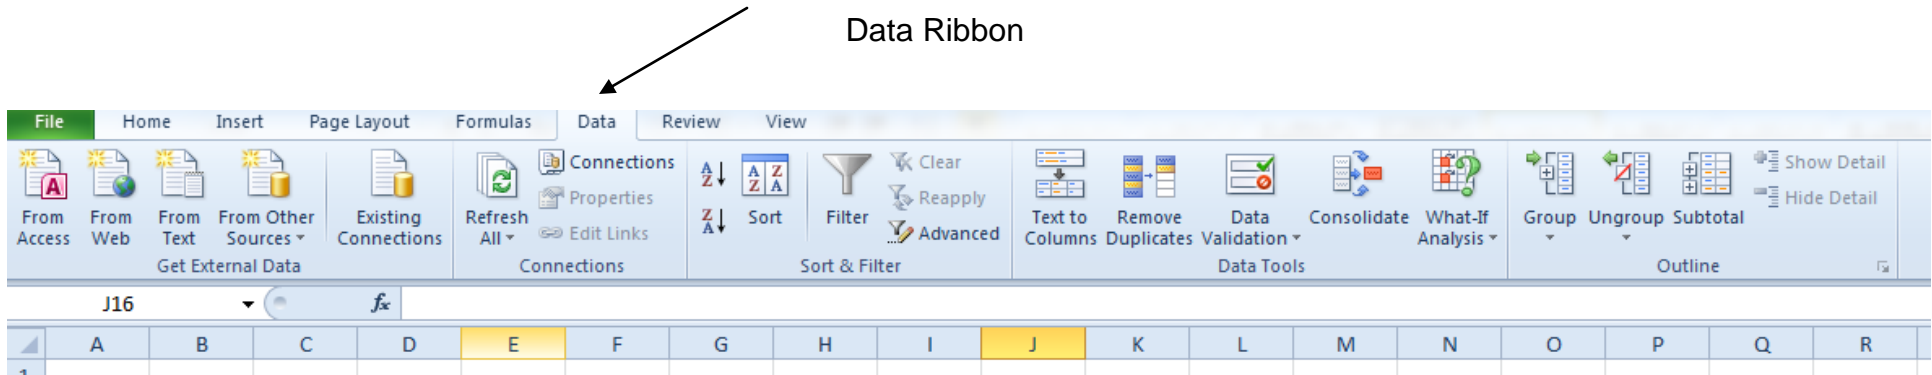 Data Ribbon
File Home Insert Page Layout Formulas Data Review View
From Access
From Web
From Text
From Other Sources
Existing Connections
Get External Data
Refresh All
Connections
Properties
Edit Links
Connections
Sort
Filter
Clear
Reapply
Advanced
Sort & Filter
Text to Columns
Remove Duplicates
Data Validation
Consolidate
What-If Analysis
Data Tools
Group
Ungroup
Subtotal
Show Detail
Hide Detail
Outline
J16 fx
A B C D E F G H I J K L M N O P Q R
1